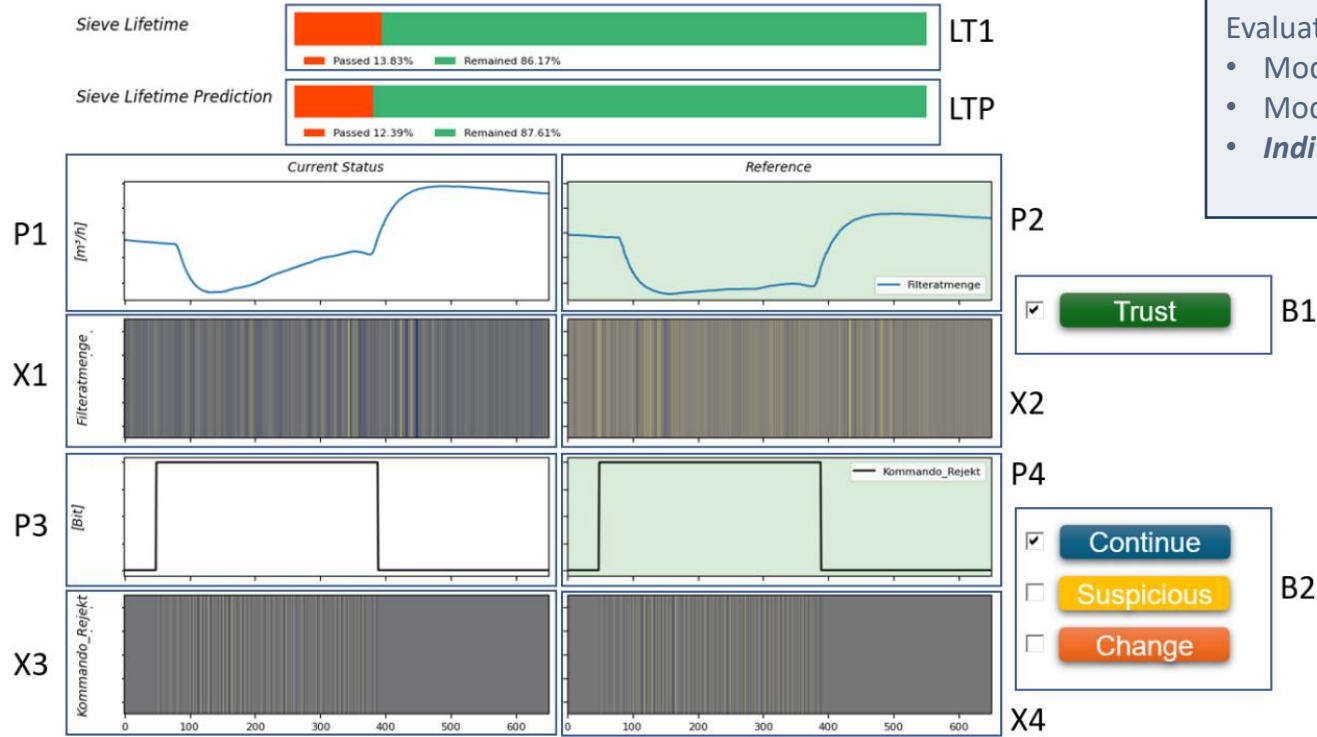 Sieve Lifetime
LT1
Passed 13.83% Remained 86.17%
Sieve Lifetime Prediction
LTP
Passed 12.39% Remained 87.61%
Evaluat
• Mod
• Mod
• Indi
Current Status
Reference
P1
[m³/h]
Filteratmenge
P2
Trust
B1
X1
Filteratmenge
X2
P3
[Bit]
Kommando_Rejekt
P4
Continue
Suspicious
Change
B2
X3
Kommando_Rejekt
0 100 200 300 400 500 600
0 100 200 300 400 500 600
X4